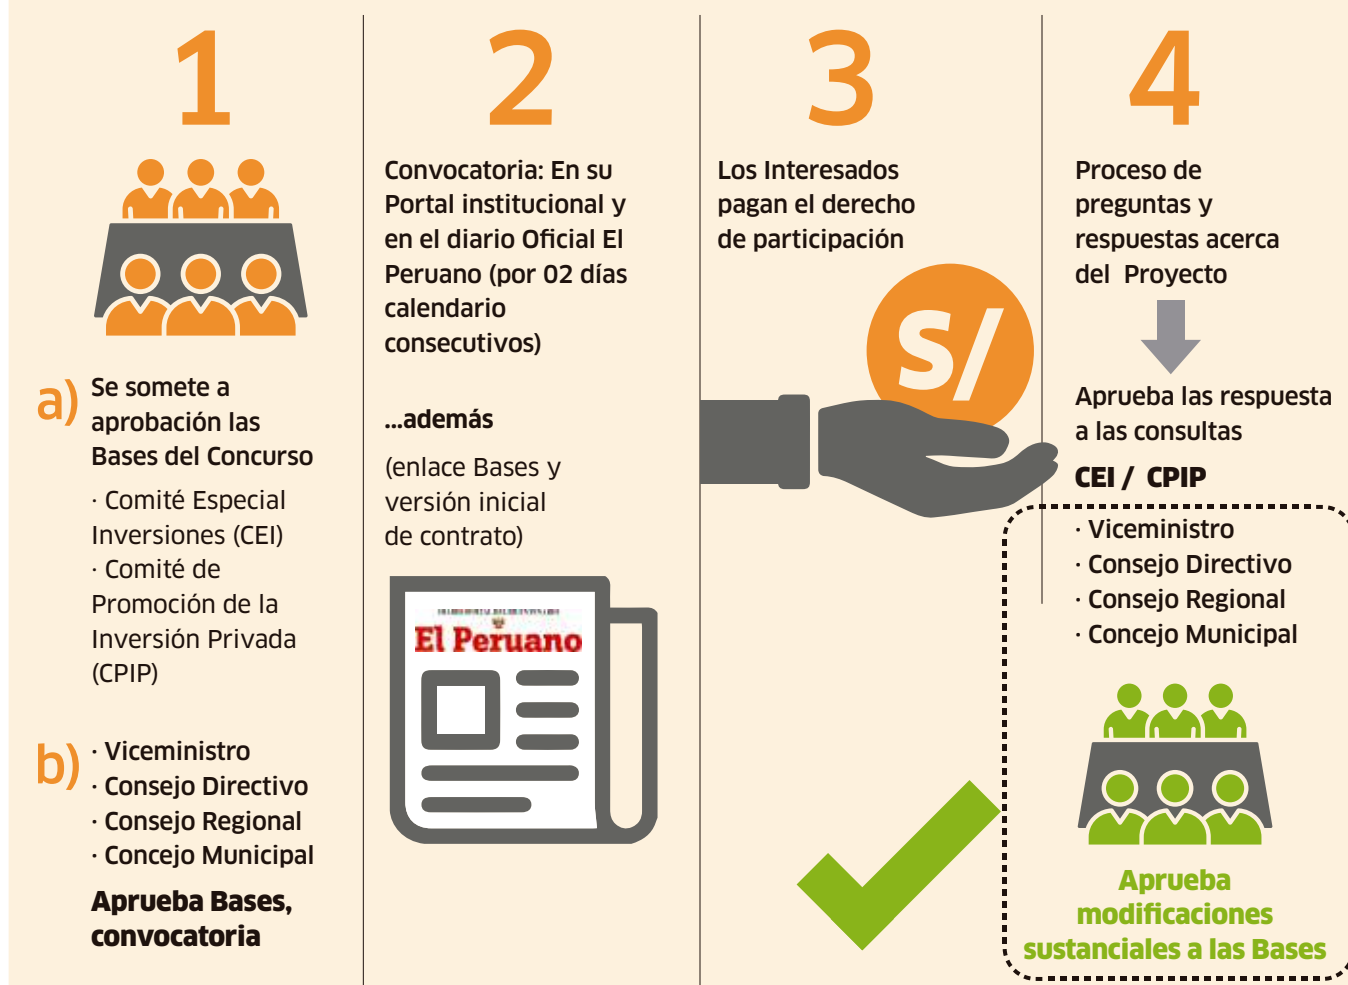 1
a)
Se somete a
aprobación las
Bases del Concurso
· Comité Especial
Inversiones (CEI)
· Comité de
Promoción de la
Inversión Privada
(CPIP)
b)
· Viceministro
· Consejo Directivo
· Consejo Regional
· Concejo Municipal
Aprueba Bases,
convocatoria
2
Convocatoria: En su
Portal institucional y
en el diario Oficial El
Peruano (por 02 días
calendario
consecutivos)
...además
(enlace Bases y
versión inicial
de contrato)
El Peruano
3
Los Interesados
pagan el derecho
de participación
S/
4
Proceso de
preguntas y
respuestas acerca
del Proyecto
Aprueba las respuesta
a las consultas
CEI / CPIP
· Viceministro
· Consejo Directivo
· Consejo Regional
· Concejo Municipal
Aprueba
modificaciones
sustanciales a las Bases